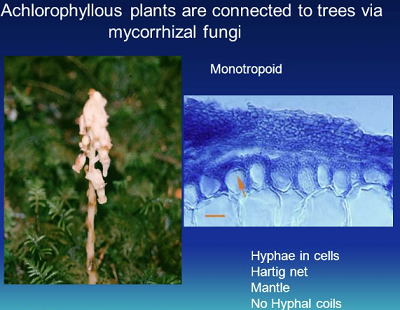 Achlorophyllous plants are connected to trees via
mycorrhizal fungi
Monotropoid
Hyphae in cells
Hartig net
Mantle
No Hyphal coils